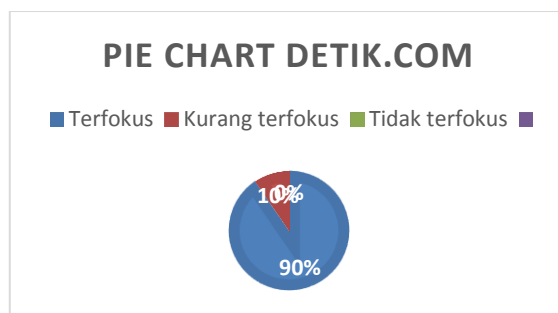 PIE CHART DETIK.COM
Terfokus Kurang terfokus Tidak terfokus
10% 0%
90%